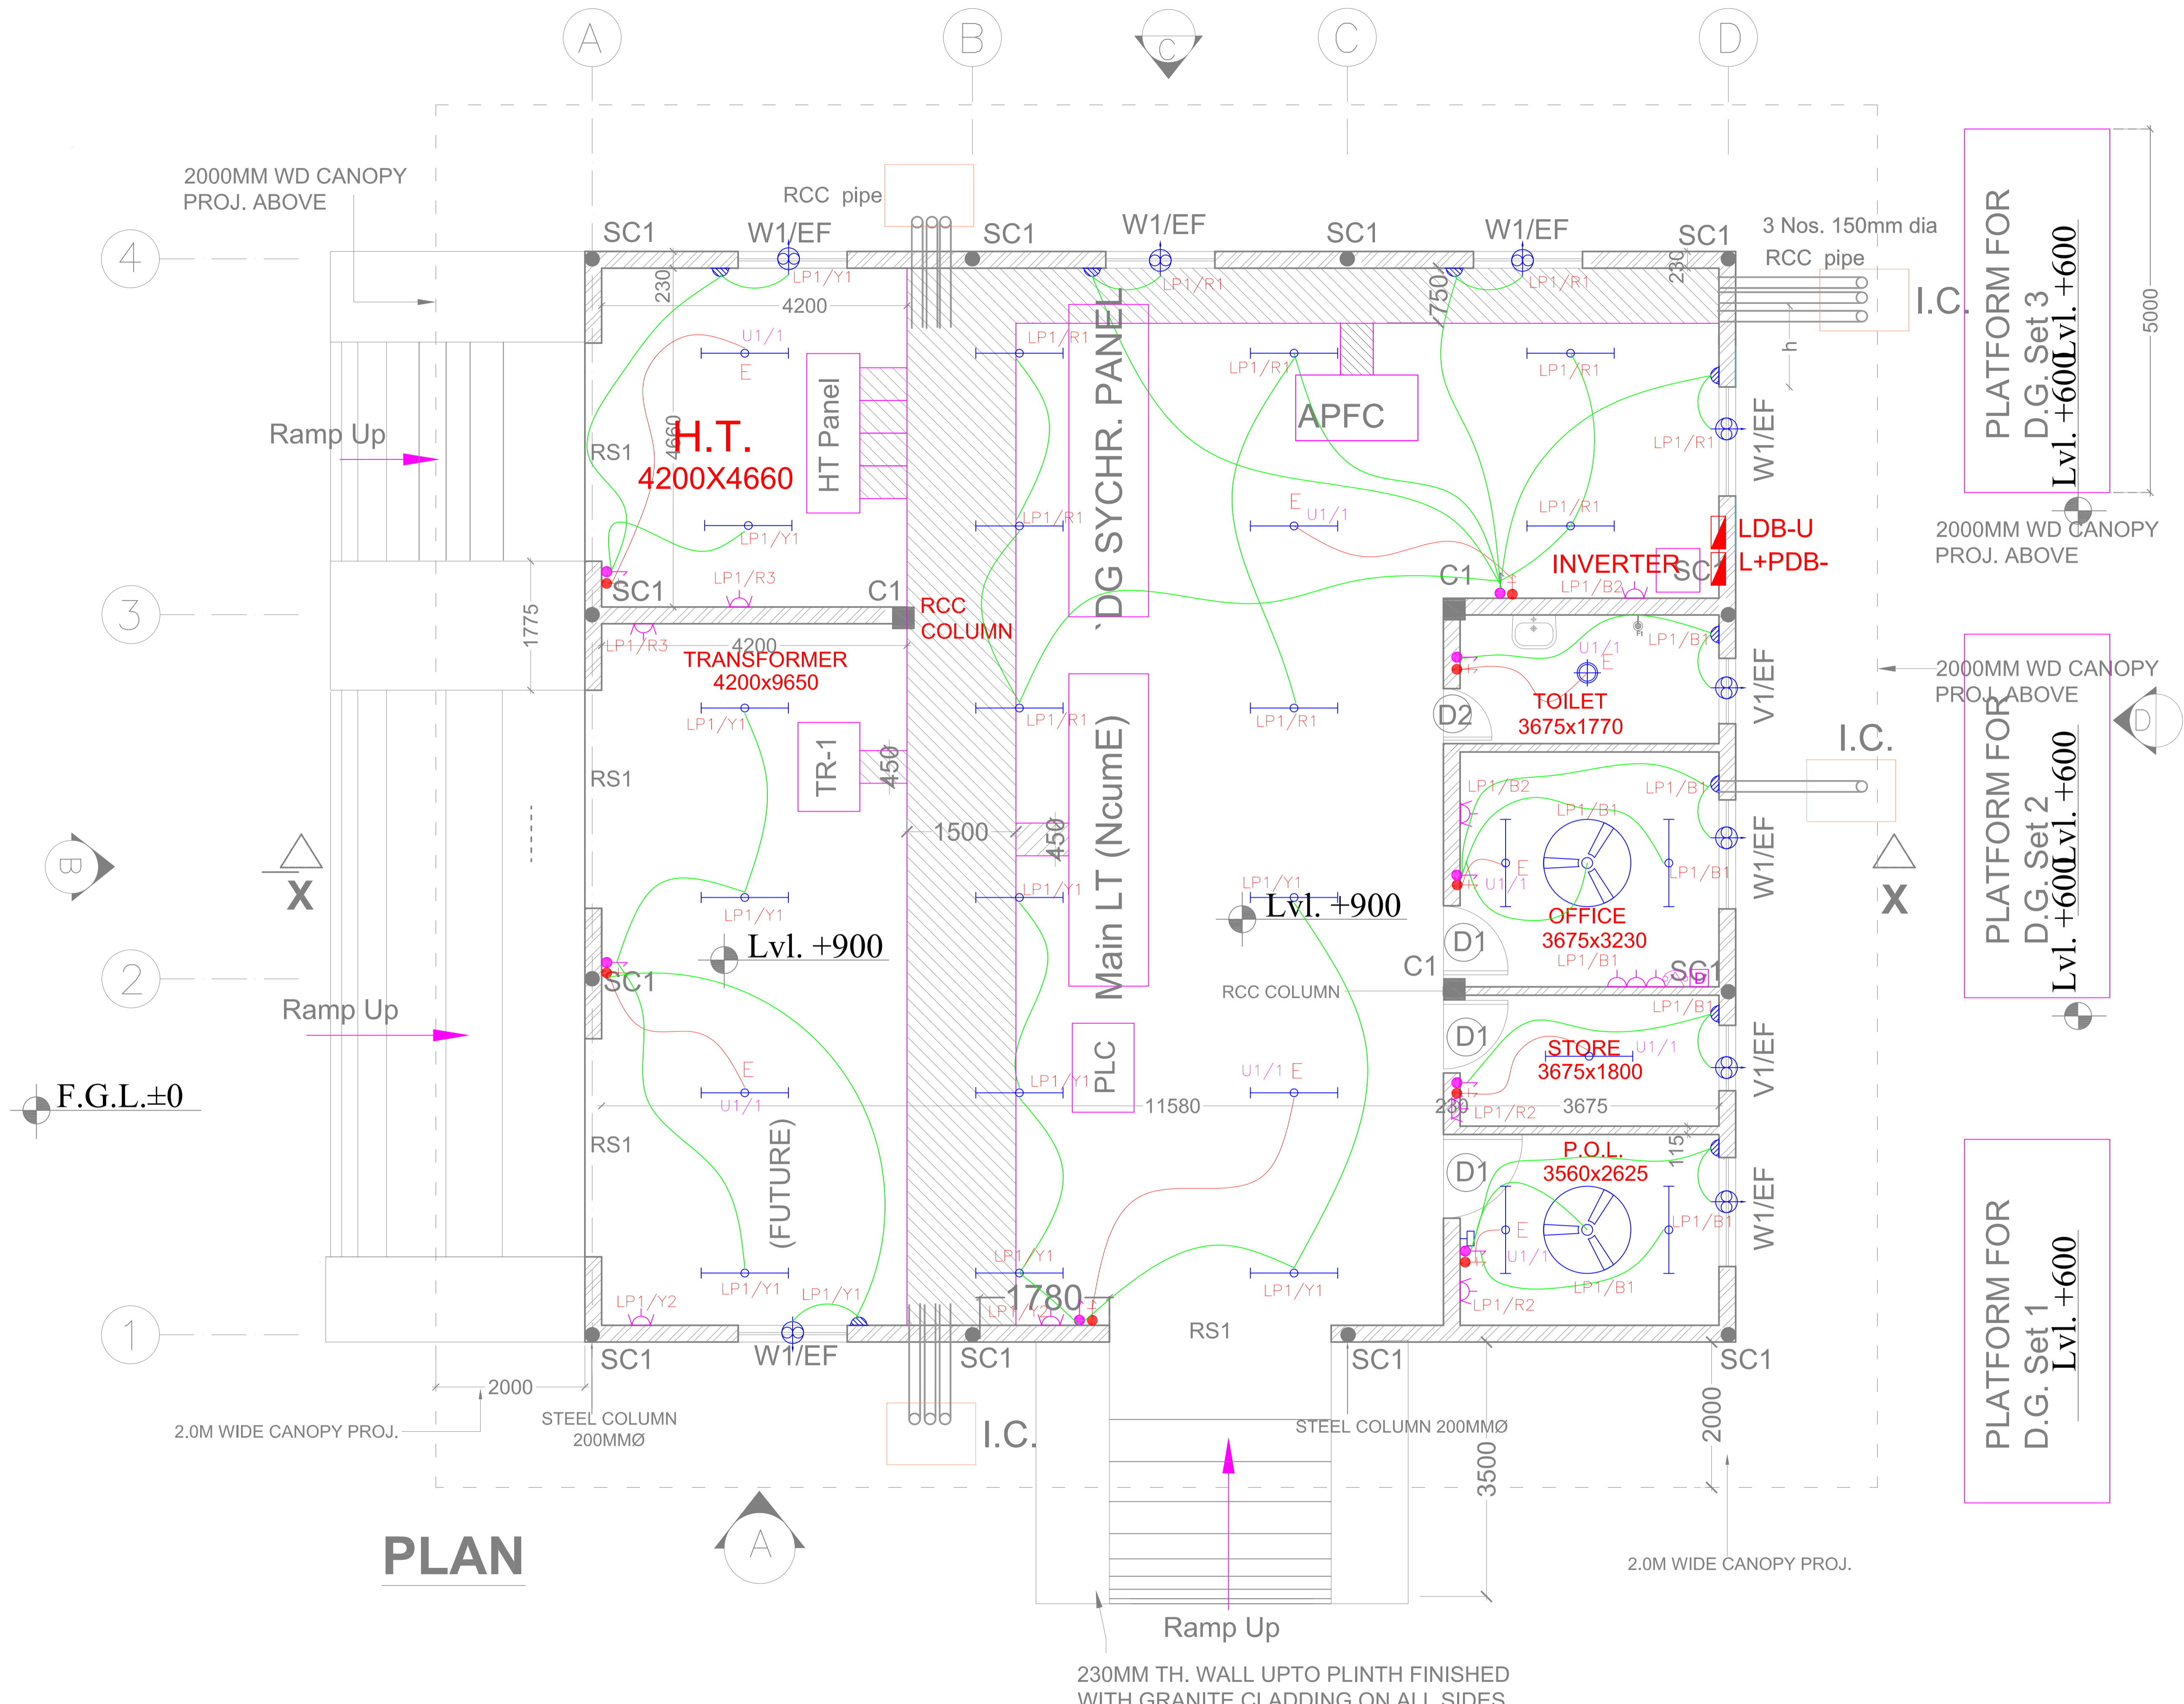 A
B
C
C
D
2000MM WD CANOPY
PROJ. ABOVE
RCC pipe
4
SC1
W1/EF
SC1
W1/EF
SC1
W1/EF
SC1
3 Nos. 150mm dia
RCC pipe
I.C.
PLATFORM FOR
D.G. Set 3
Lvl. +600
Lvl. +600
5000
230
LP1/Y1
4200
LP1/R1
750
LP1/R1
230
h
U1/1
E
LP1/R1
LP1/R1
LP1/R1
APFC
LP1/R1
W1/EF
Ramp Up
RS1
4660
H.T.
4200X4660
HT Panel
`DG SYCHR. PANEL
LP1/Y1
LP1/R1
E
U1/1
LP1/R1
LDB-U
L+PDB-
2000MM WD CANOPY
PROJ. ABOVE
INVERTER
SC1
LP1/B2
C1
3
1775
SC1
LP1/R3
C1
RCC
COLUMN
LP1/R3
4200
TRANSFORMER
4200x9650
LP1/Y1
LP1/R1
LP1/R1
Ft
LP1/B1
U1/1
E
TOILET
3675x1770
D2
V1/EF
2000MM WD CANOPY
PROJ. ABOVE
D
I.C.
PLATFORM FOR
D.G. Set 2
Lvl. +600
Lvl. +600
RS1
TR-1
450
1500
450
Main LT (NcumE)
LP1/B2
LP1/B1
LP1/B1
B
X
X
LP1/Y1
LP1/Y1
LP1/Y1
E
U1/1
LP1/B1
W1/EF
Lvl. +900
Lvl. +900
OFFICE
3675x3230
LP1/B1
D1
2
SC1
C1
SC1
D
RCC COLUMN
Ramp Up
LP1/B1
D1
STORE
3675x1800
U1/1
V1/EF
F.G.L.±0
E
U1/1
LP1/Y1
PLC
U1/1
E
11580
230
3675
LP1/R2
RS1
(FUTURE)
115
P.O.L.
3560x2625
D1
W1/EF
PLATFORM FOR
D.G. Set 1
Lvl. +600
E
U1/1
LP1/B1
LP1/B1
LP1/R2
LP1/Y1
LP1/Y1
LP1/Y1
LP1/Y1
LP1/Y2
1780
LP1/Y2
RS1
1
SC1
W1/EF
SC1
SC1
SC1
2000
2.0M WIDE CANOPY PROJ.
STEEL COLUMN
200MMØ
I.C.
STEEL COLUMN 200MMØ
3500
2000
PLAN
A
2.0M WIDE CANOPY PROJ.
Ramp Up
230MM TH. WALL UPTO PLINTH FINISHED
WITH GRANITE CLADDING ON ALL SIDES